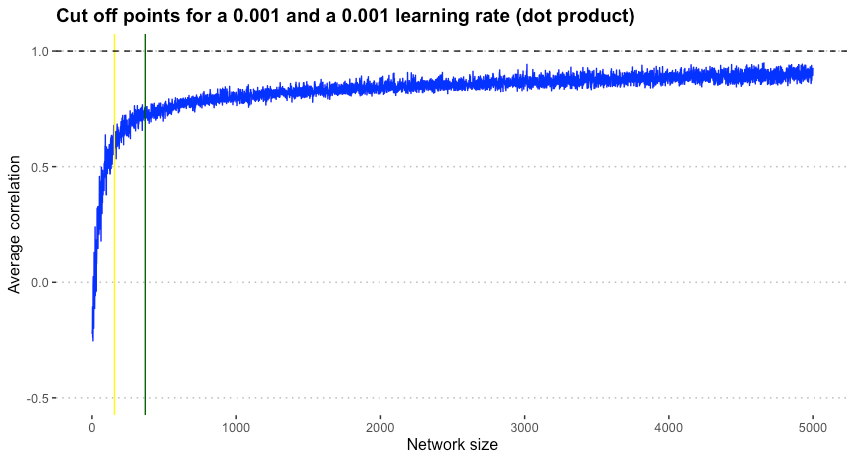 Cut off points for a 0.001 and a 0.001 learning rate (dot product)
1.0
0.5
0.0
-0.5
Average correlation
0 1000 2000 3000 4000 5000
Network size